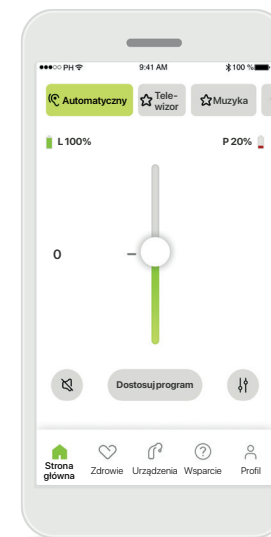 PH 9:41 AM 100 %
Automatyczny
Tele-
wizor
Muzyka
L 100% P 20%
0
Dostosuj program
Strona
główna
Zdrowie Urządzenia Wsparcie Profil